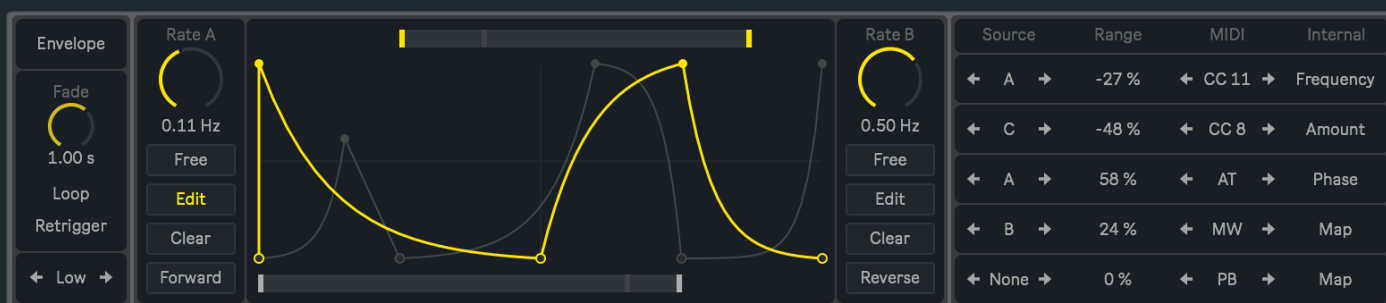 Envelope
Fade
1.00 s
Loop
Retrigger
Low
Rate A
0.11 Hz
Free
Edit
Clear
Forward
Rate B
0.50 Hz
Free
Edit
Clear
Reverse
Source Range MIDI Internal
A -27 % CC 11 Frequency
C -48 % CC 8 Amount
A 58 % AT Phase
B 24 % MW Map
None 0 % PB Map